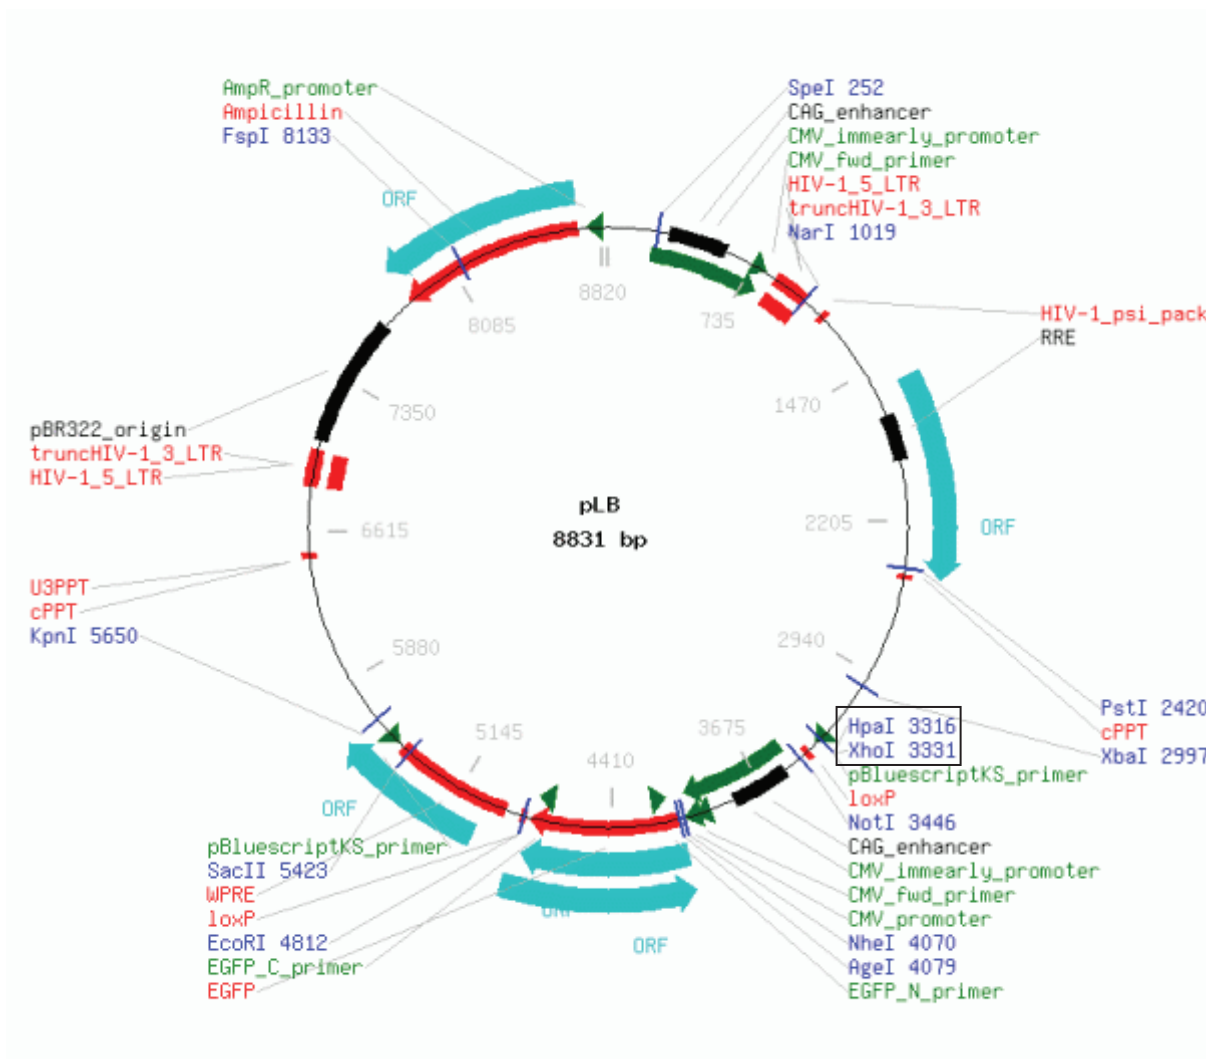 AmpR_promoter
Ampicillin
FspI 8133
ORF
SpeI 252
CAG_enhancer
CMV_immearly_promoter
CMV_fwd_primer
HIV-1_5_LTR
truncHIV-1_3_LTR
NarI 1019
8820
735
8085
HIV-1_psi_pack
RRE
1470
7350
pBR322_origin
truncHIV-1_3_LTR
HIV-1_5_LTR
pLB
8831 bp
2205
ORF
6615
U3PPT
cPPT
KpnI 5650
5880
2940
PstI 2420
cPPT
XbaI 2997
5145
4410
3675
HpaI 3316
XhoI 3331
pBluescriptKS_primer
loxP
NotI 3446
CAG_enhancer
CMV_immearly_promoter
CMV_fwd_primer
CMV_promoter
NheI 4070
AgeI 4079
EGFP_N_primer
ORF
pBluescriptKS_primer
SacII 5423
WPRE
loxP
EcoRI 4812
EGFP_C_primer
EGFP
ORF
ORF